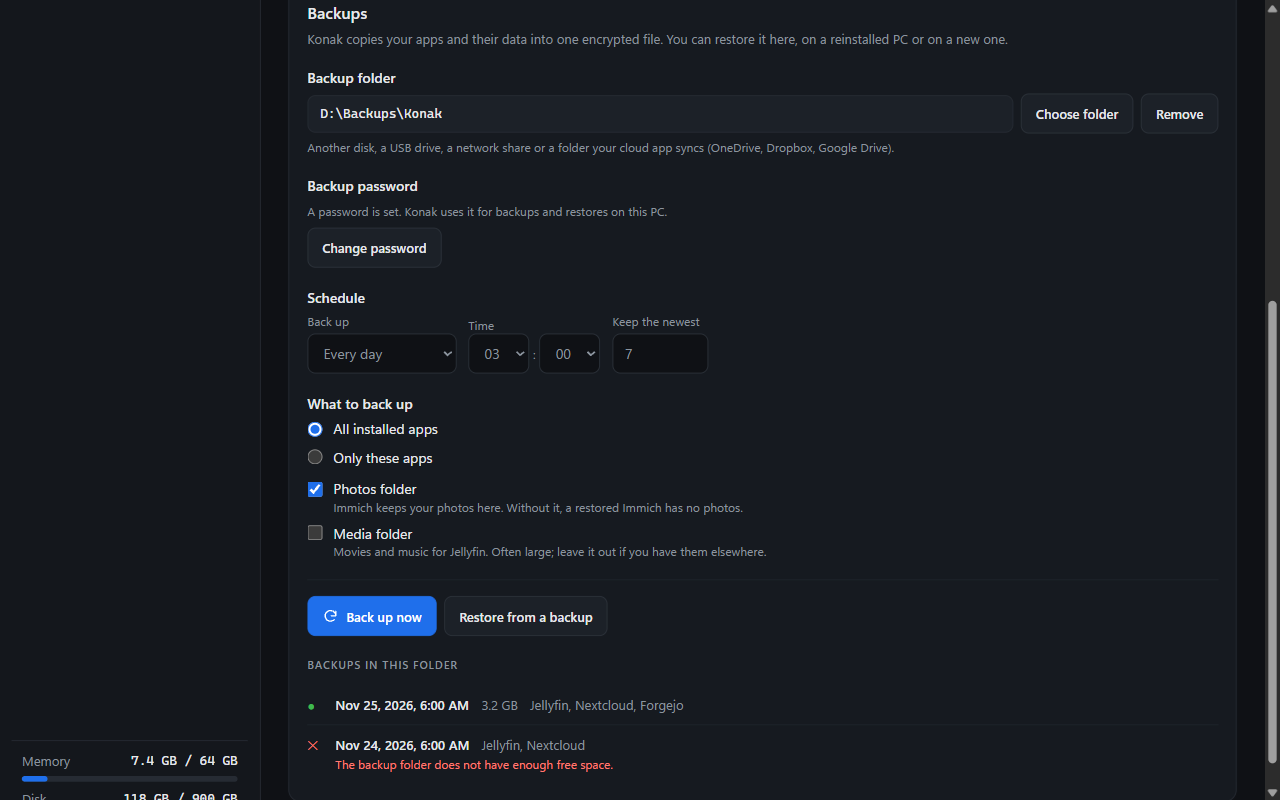 Backups
Konak copies your apps and their data into one encrypted file. You can restore it here, on a reinstalled PC or on a new one.
Backup folder
D:\Backups\Konak
Choose folder
Remove
Another disk, a USB drive, a network share or a folder your cloud app syncs (OneDrive, Dropbox, Google Drive).
Backup password
A password is set. Konak uses it for backups and restores on this PC.
Change password
Schedule
Back up
Time
Keep the newest
Every day
03 : 00
7
What to back up
All installed apps
Only these apps
Photos folder
Immich keeps your photos here. Without it, a restored Immich has no photos.
Media folder
Movies and music for Jellyfin. Often large; leave it out if you have them elsewhere.
Back up now
Restore from a backup
BACKUPS IN THIS FOLDER
Nov 25, 2026, 6:00 AM 3.2 GB Jellyfin, Nextcloud, Forgejo
Nov 24, 2026, 6:00 AM Jellyfin, Nextcloud
The backup folder does not have enough free space.
Memory 7.4 GB / 64 GB
Disk 118 GB / 900 GB